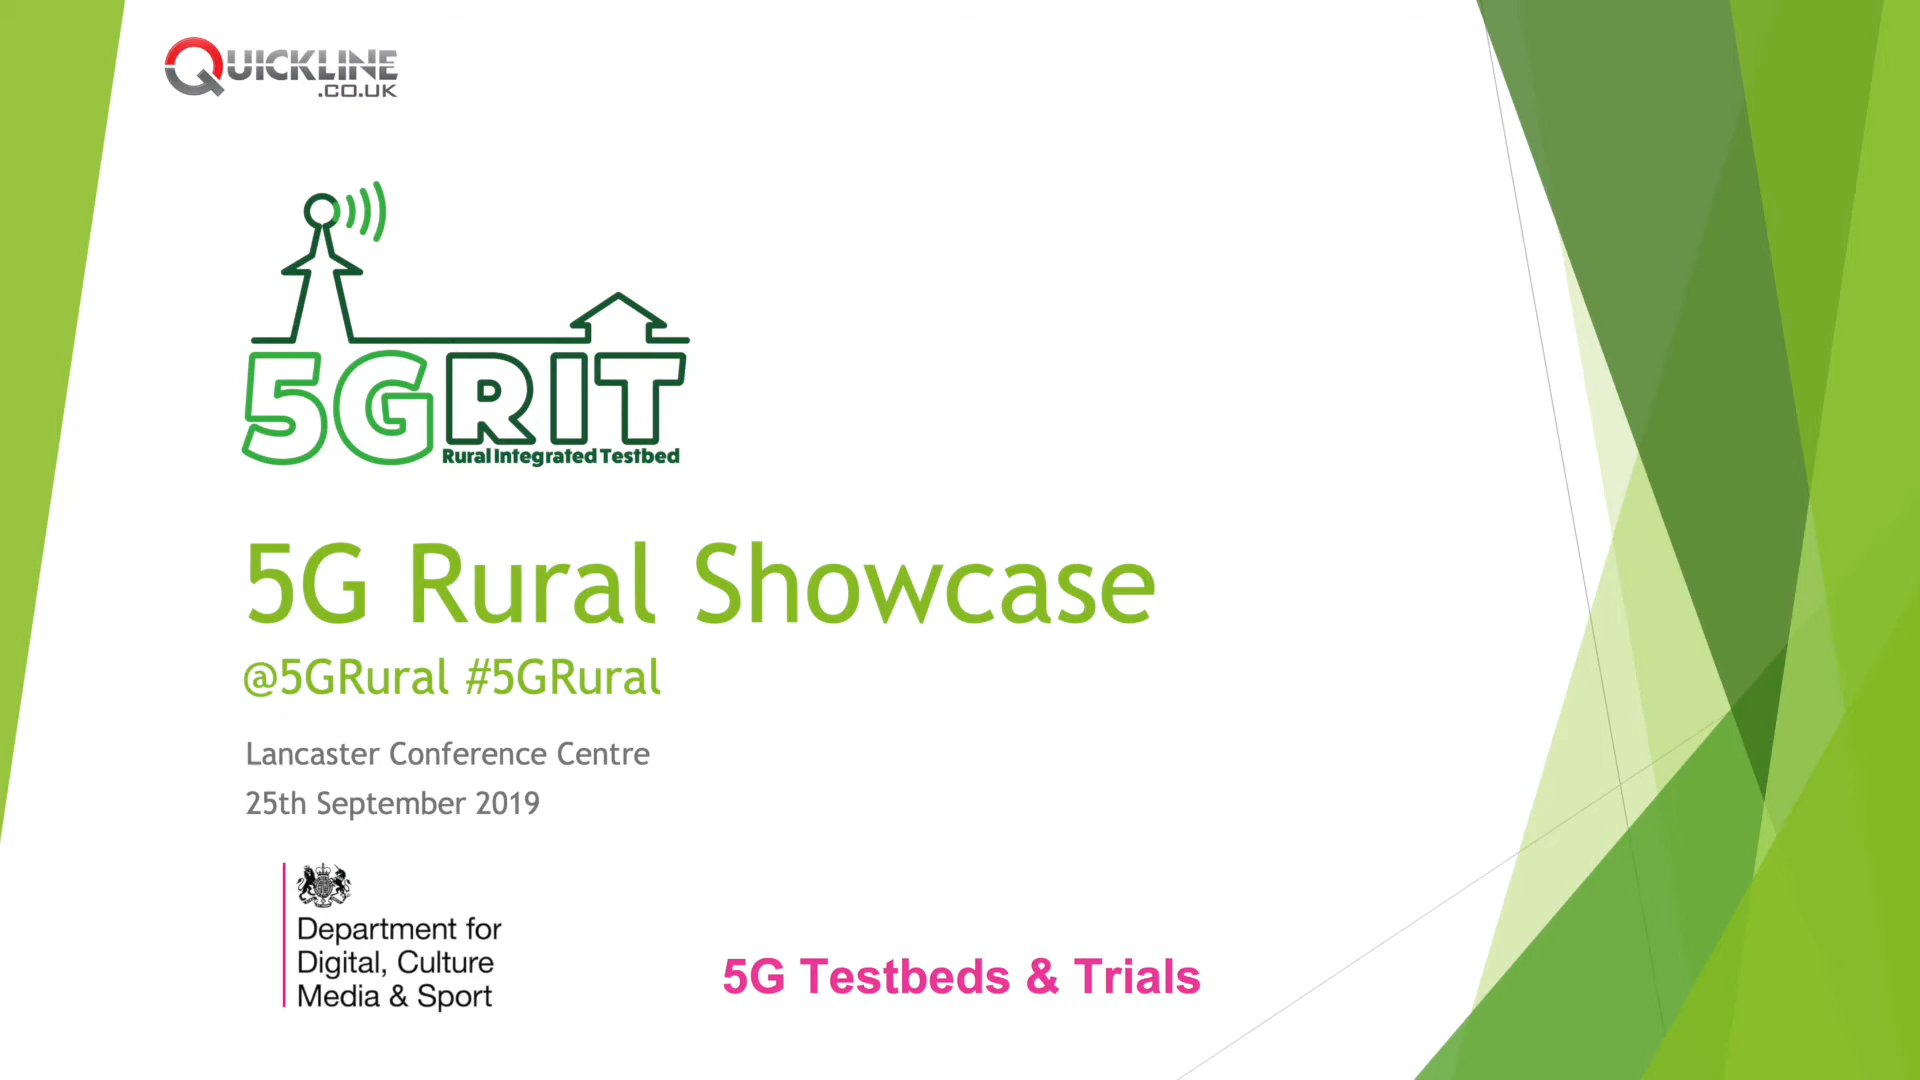 QUICKLINE
.CO.UK
5GRIT
Rural Integrated Testbed
5G Rural Showcase
@5GRural #5GRural
Lancaster Conference Centre
25th September 2019
Department for
Digital, Culture
Media & Sport
5G Testbeds & Trials